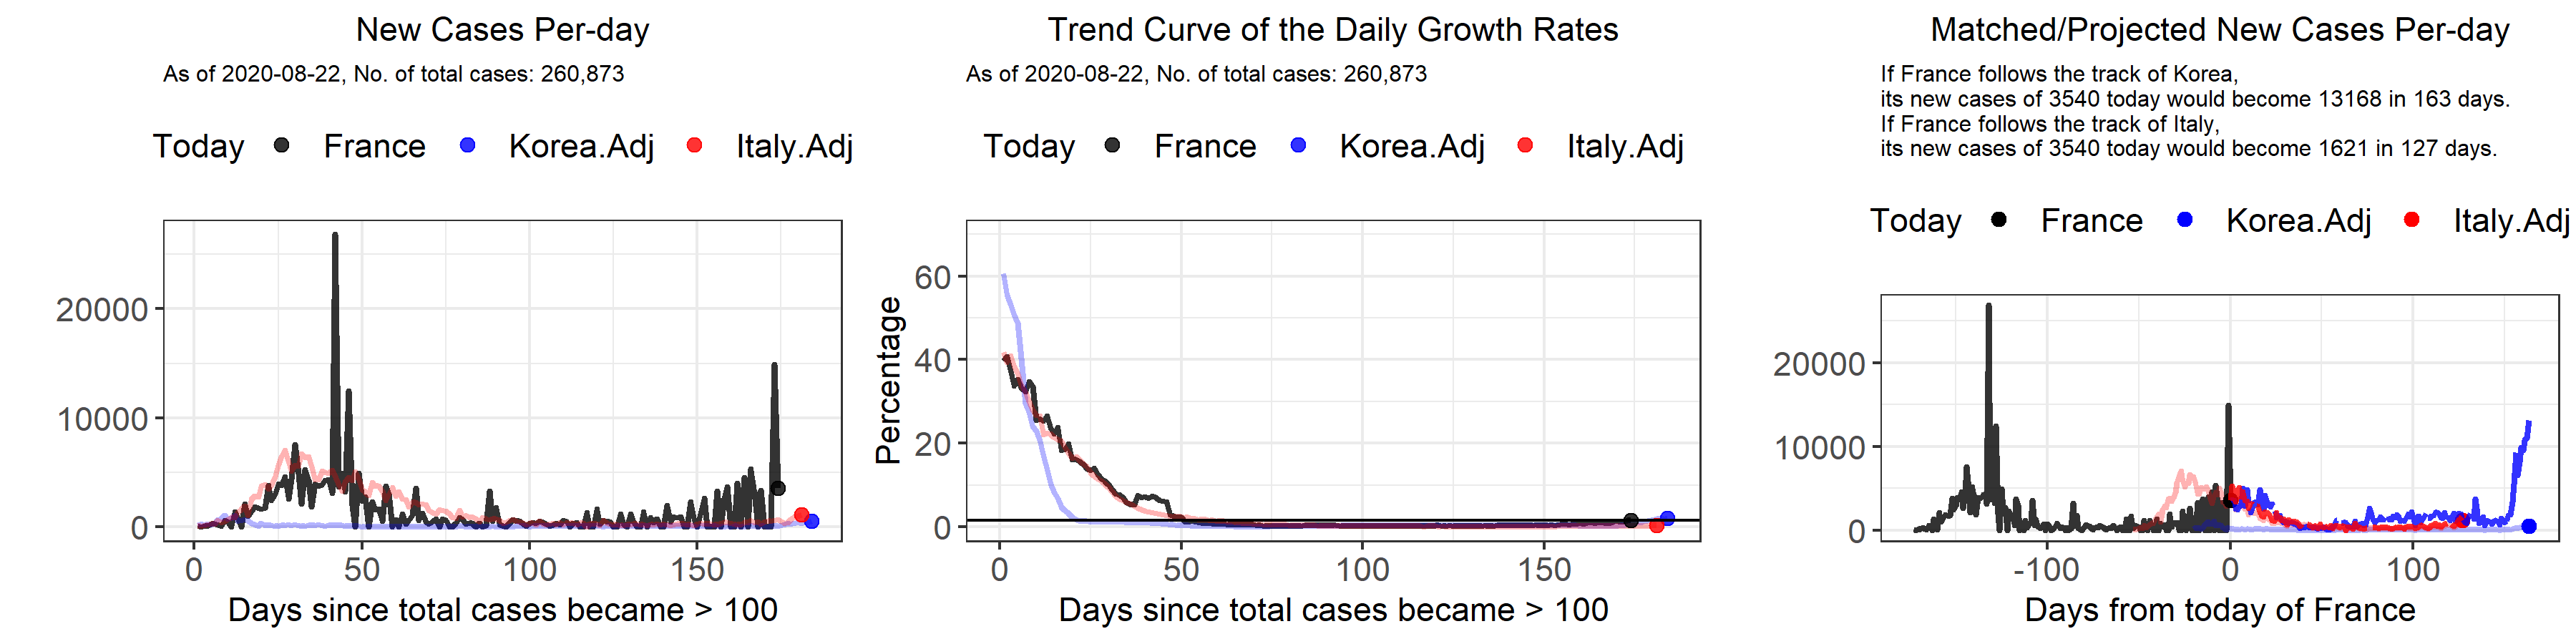 New Cases Per-day
As of 2020-08-22, No. of total cases: 260,873
Today France Korea.Adj Italy.Adj
20000
10000
0
0 50 100 150
Days since total cases became > 100
Trend Curve of the Daily Growth Rates
As of 2020-08-22, No. of total cases: 260,873
Today France Korea.Adj Italy.Adj
Percentage
60
40
20
0
0 50 100 150
Days since total cases became > 100
Matched/Projected New Cases Per-day
If France follows the track of Korea,
its new cases of 3540 today would become 13168 in 163 days.
If France follows the track of Italy,
its new cases of 3540 today would become 1621 in 127 days.
Today France Korea.Adj Italy.Adj
20000
10000
0
-100 0 100
Days from today of France